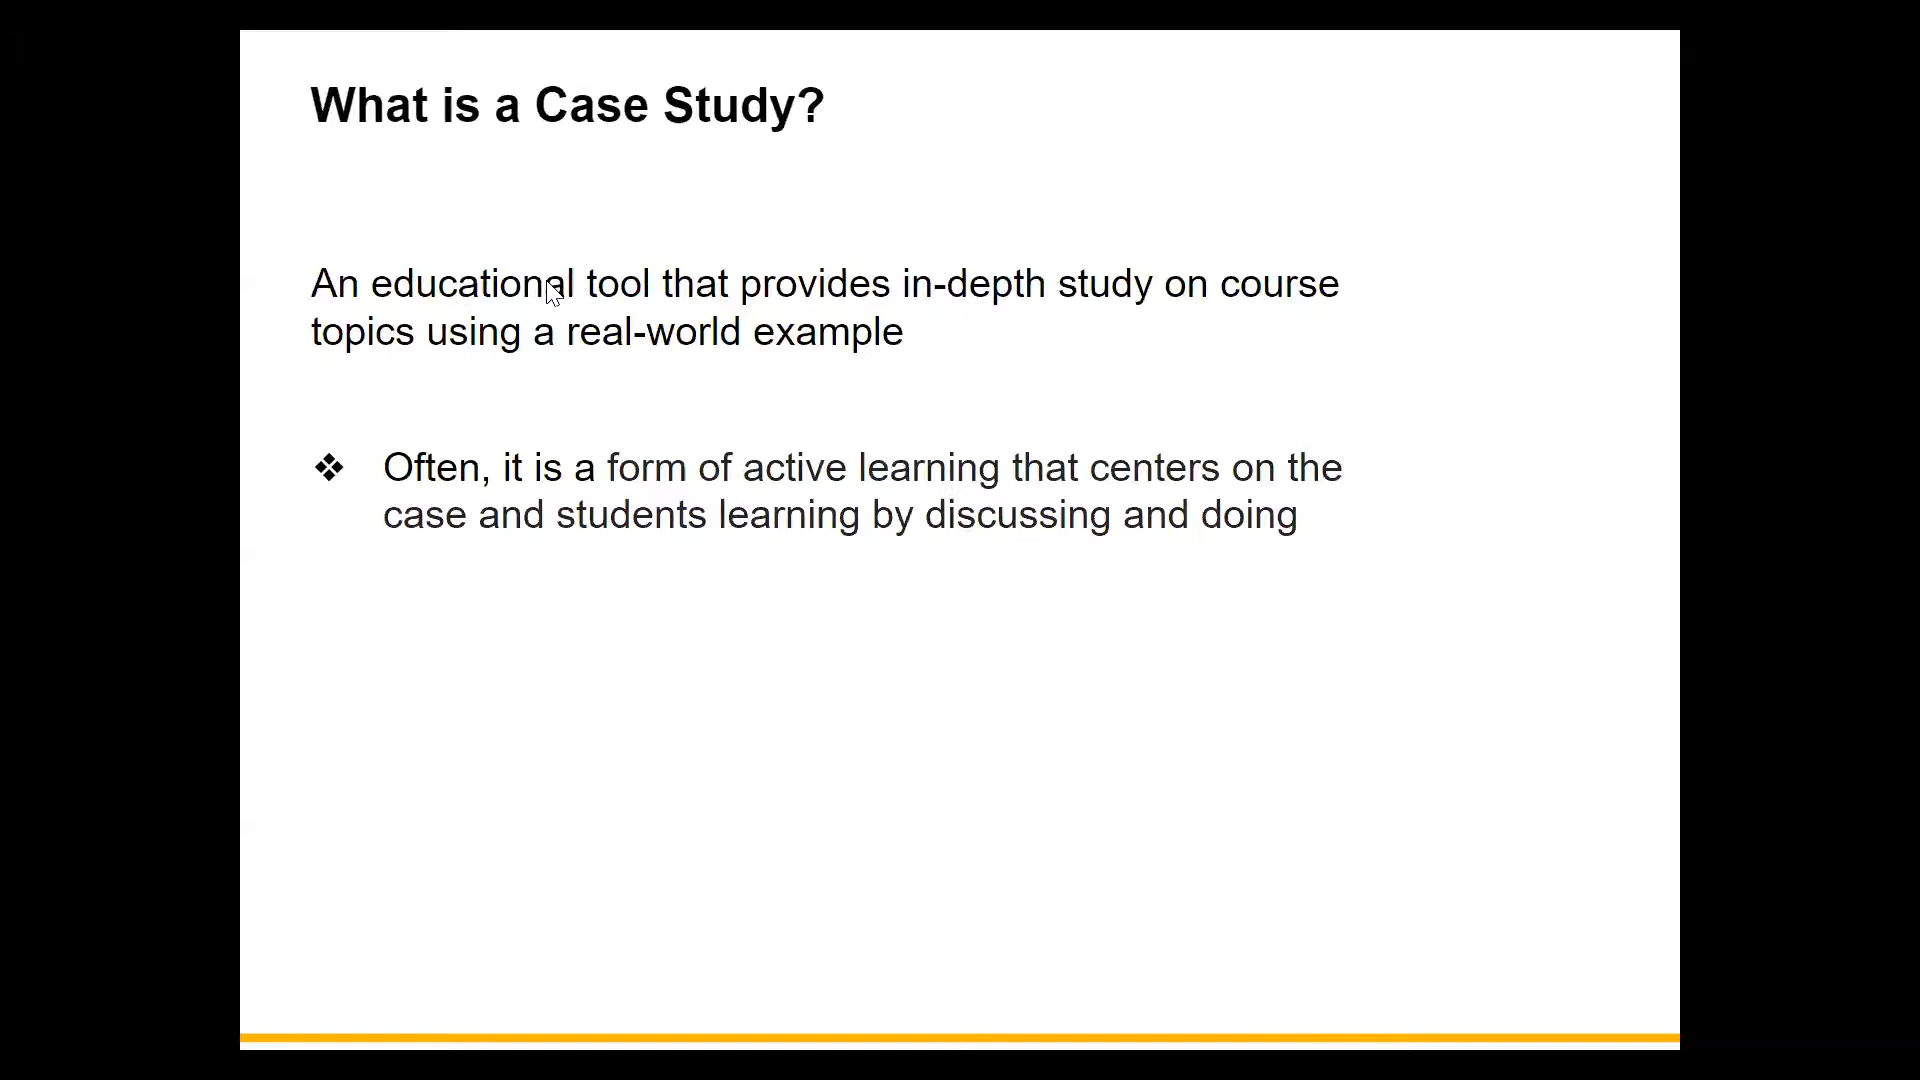 What is a Case Study?
An educational tool that provides in-depth study on course
topics using a real-world example
❖ Often, it is a form of active learning that centers on the
case and students learning by discussing and doing